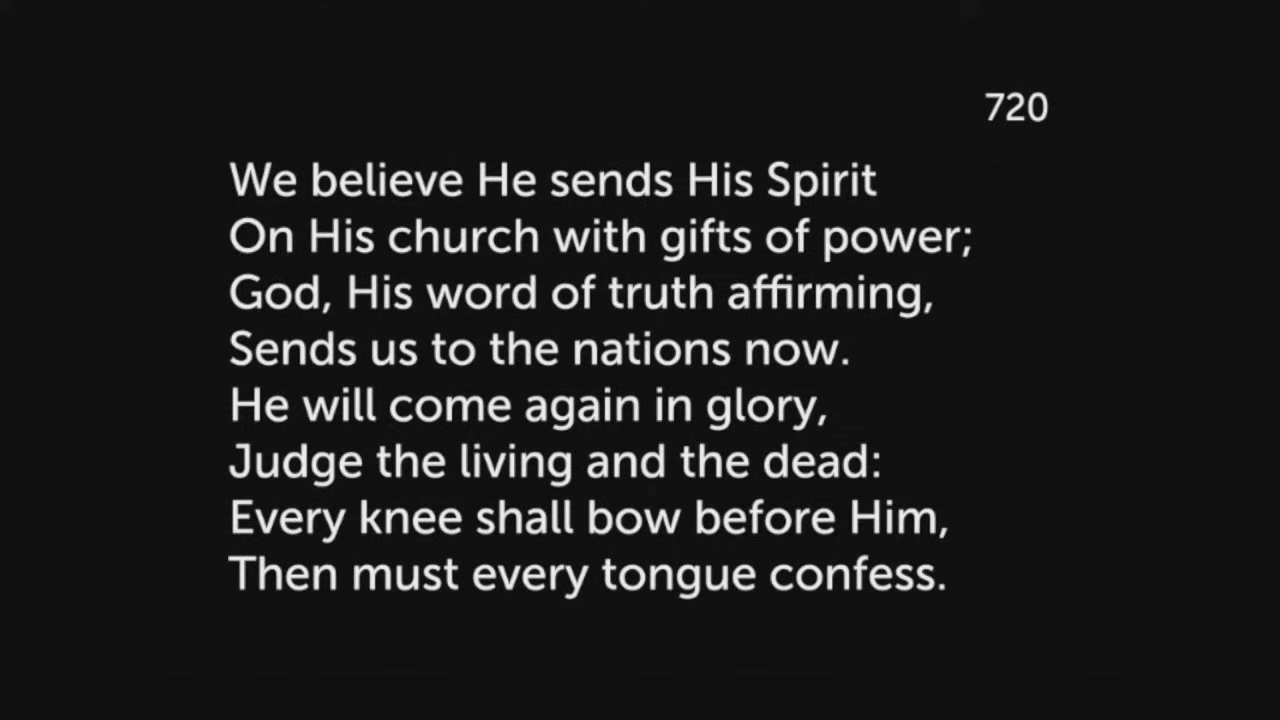 720
We believe He sends His Spirit
On His church with gifts of power;
God, His word of truth affirming,
Sends us to the nations now.
He will come again in glory,
Judge the living and the dead:
Every knee shall bow before Him,
Then must every tongue confess.